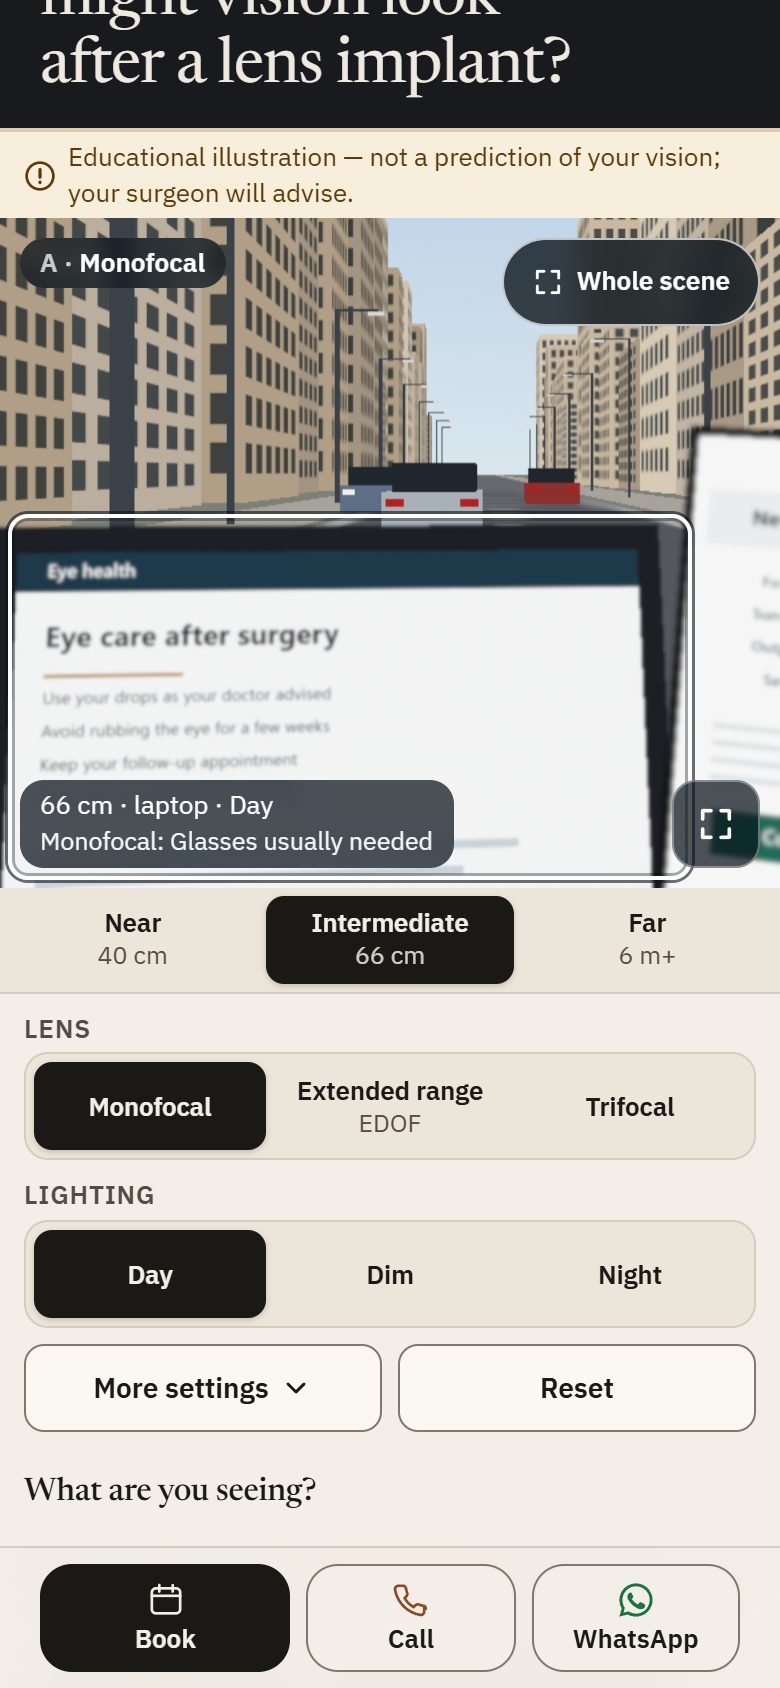 might vision look
after a lens implant?
Educational illustration — not a prediction of your vision;
your surgeon will advise.
A · Monofocal
Whole scene
Eye health
Eye care after surgery
Use your drops as your doctor advised
Avoid rubbing the eye for a few weeks
Keep your follow-up appointment
66 cm · laptop · Day
Monofocal: Glasses usually needed
Near
40 cm
Intermediate
66 cm
Far
6 m+
LENS
Monofocal
Extended range
EDOF
Trifocal
LIGHTING
Day
Dim
Night
More settings
Reset
What are you seeing?
Book
Call
WhatsApp